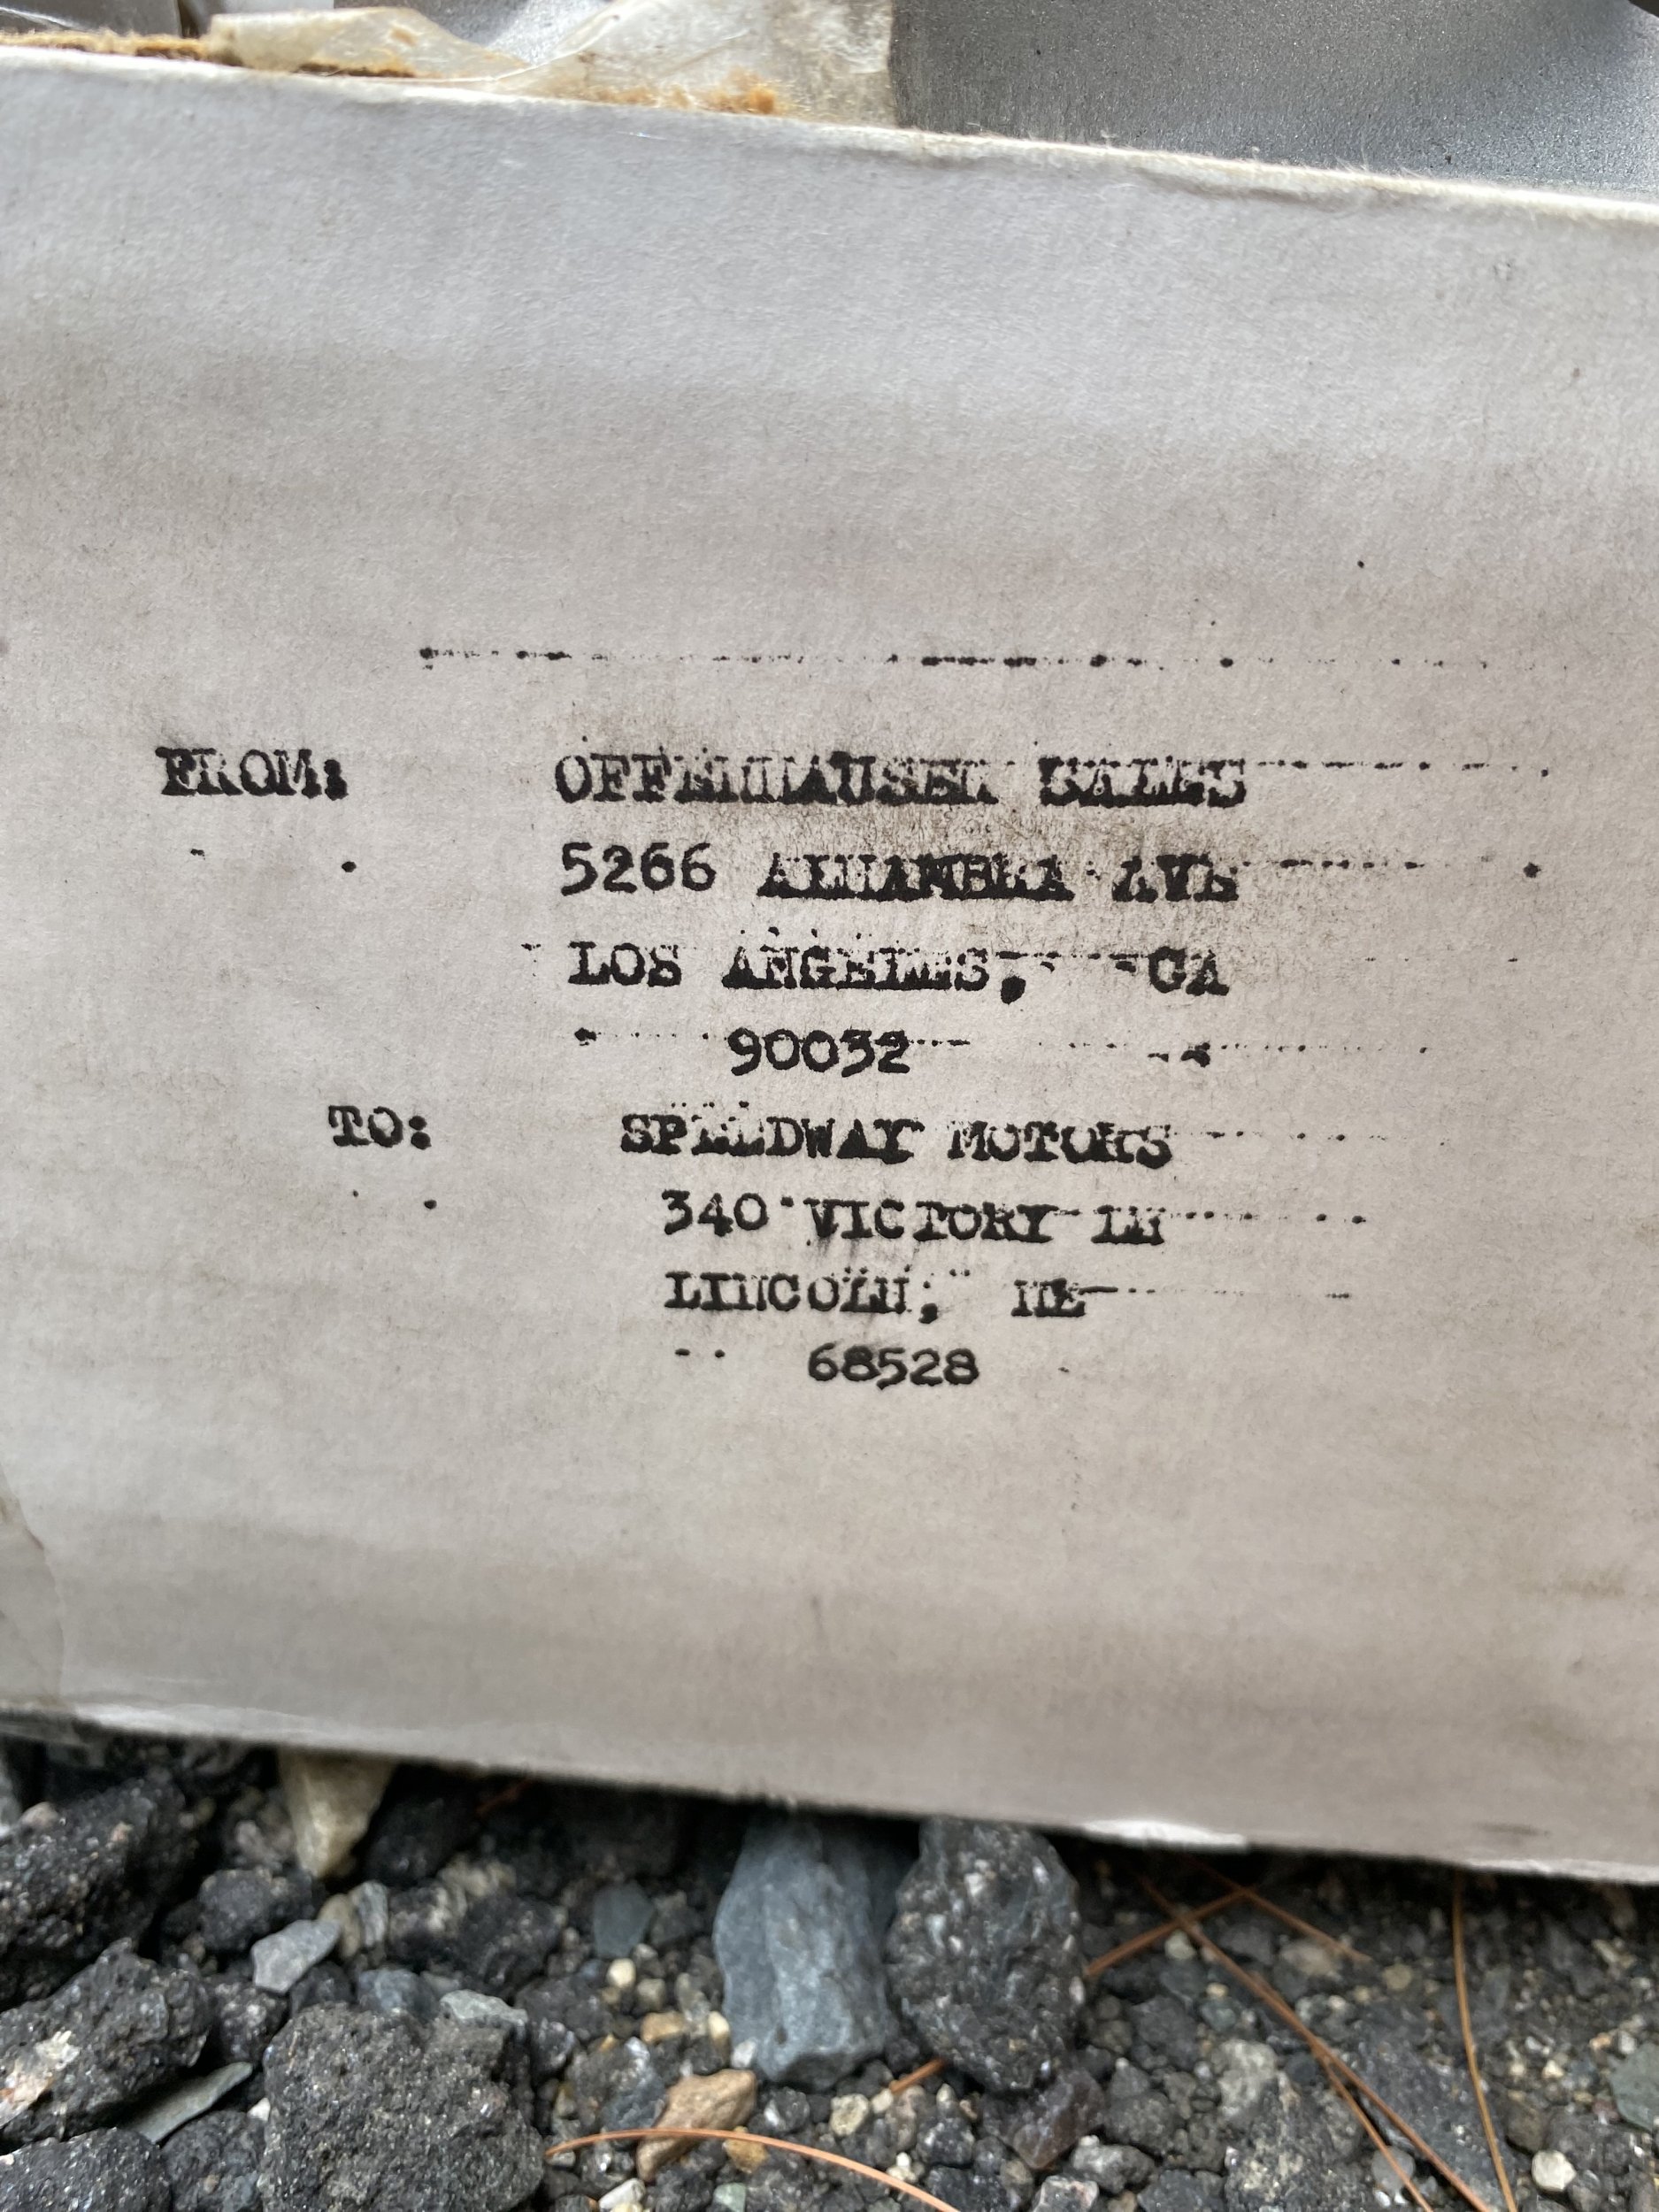 FROM: OFFENHAUSER SALES
5266 ALHAMBRA AVE
LOS ANGELES, CA
90032
TO: SPEEDWAY MOTORS
340 VICTORY LN
LINCOLN, NE
68528